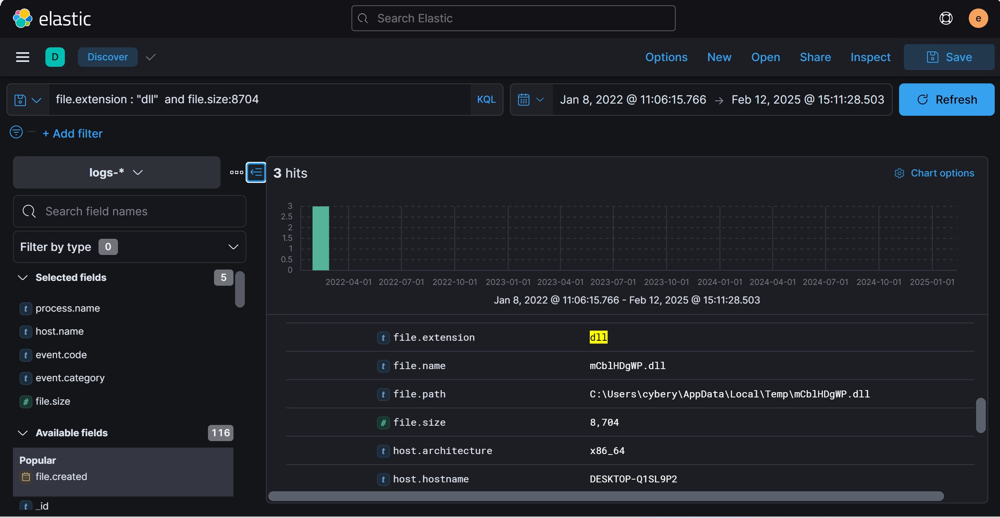 elastic
Search Elastic
e
D
Discover
Options
New
Open
Share
Inspect
Save
file.extension : "dll"  and file.size:8704
KQL
Jan 8, 2022 @ 11:06:15.766 → Feb 12, 2025 @ 15:11:28.503
Refresh
+ Add filter
logs-*
Search field names
Filter by type 0
Selected fields 5
t process.name
t host.name
t event.code
t event.category
# file.size
Available fields 116
Popular
file.created
t _id
3 hits
Chart options
3
2.5
2
1.5
1
0.5
0
2022-04-01 2022-07-01 2022-10-01 2023-01-01 2023-04-01 2023-07-01 2023-10-01 2024-01-01 2024-04-01 2024-07-01 2024-10-01 2025-01-01
Jan 8, 2022 @ 11:06:15.766 - Feb 12, 2025 @ 15:11:28.503
t file.extension dll
t file.name mCblHDgWP.dll
t file.path C:\Users\cybery\AppData\Local\Temp\mCblHDgWP.dll
# file.size 8,704
t host.architecture x86_64
t host.hostname DESKTOP-Q1SL9P2